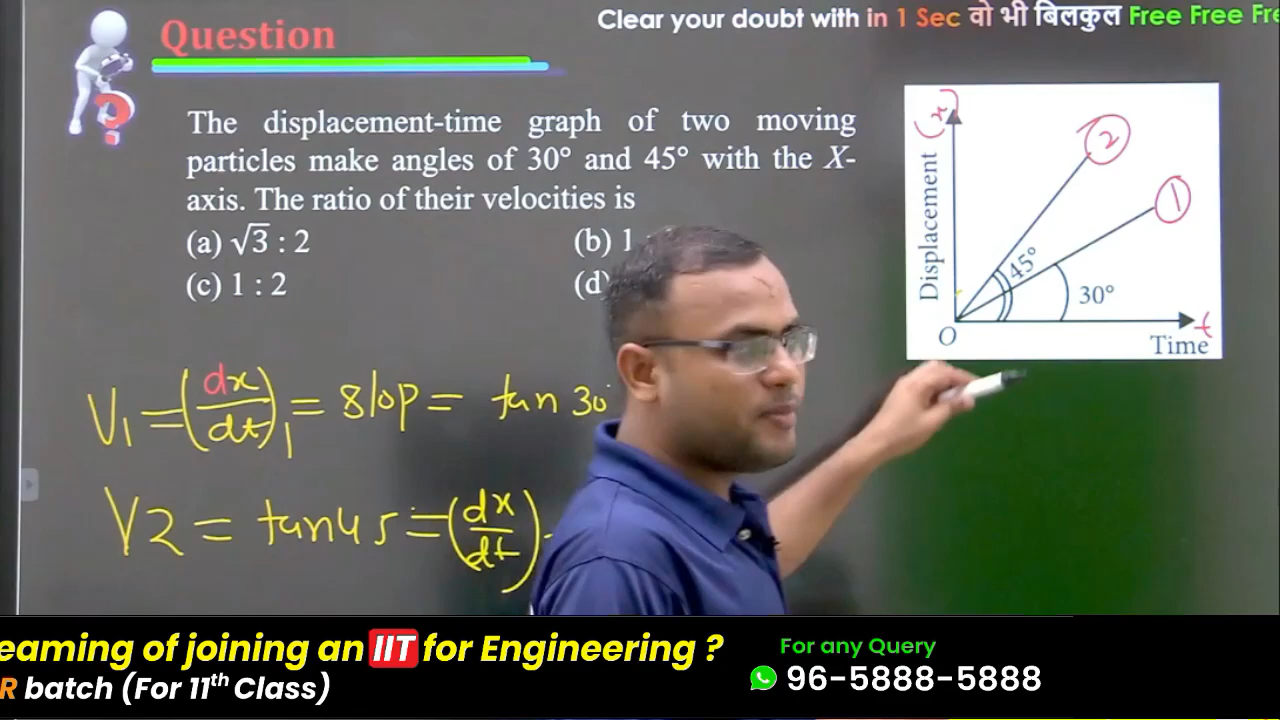 Clear your doubt with in 1 Sec वो भी बिलकुल Free Free Fre
Question
The displacement-time graph of two moving
particles make angles of 30° and 45° with the X-
axis. The ratio of their velocities is
(a) √3 : 2
(b) 1
(c) 1 : 2
(d)
Displacement (x)
2
1
45°
30°
O
Time t
V1 = (dx/dt)1 = slop = tan 30
V2 = tan 45 = (dx/dt)
eaming of joining an IIT for Engineering ?
R batch (For 11th Class)
For any Query
96-5888-5888